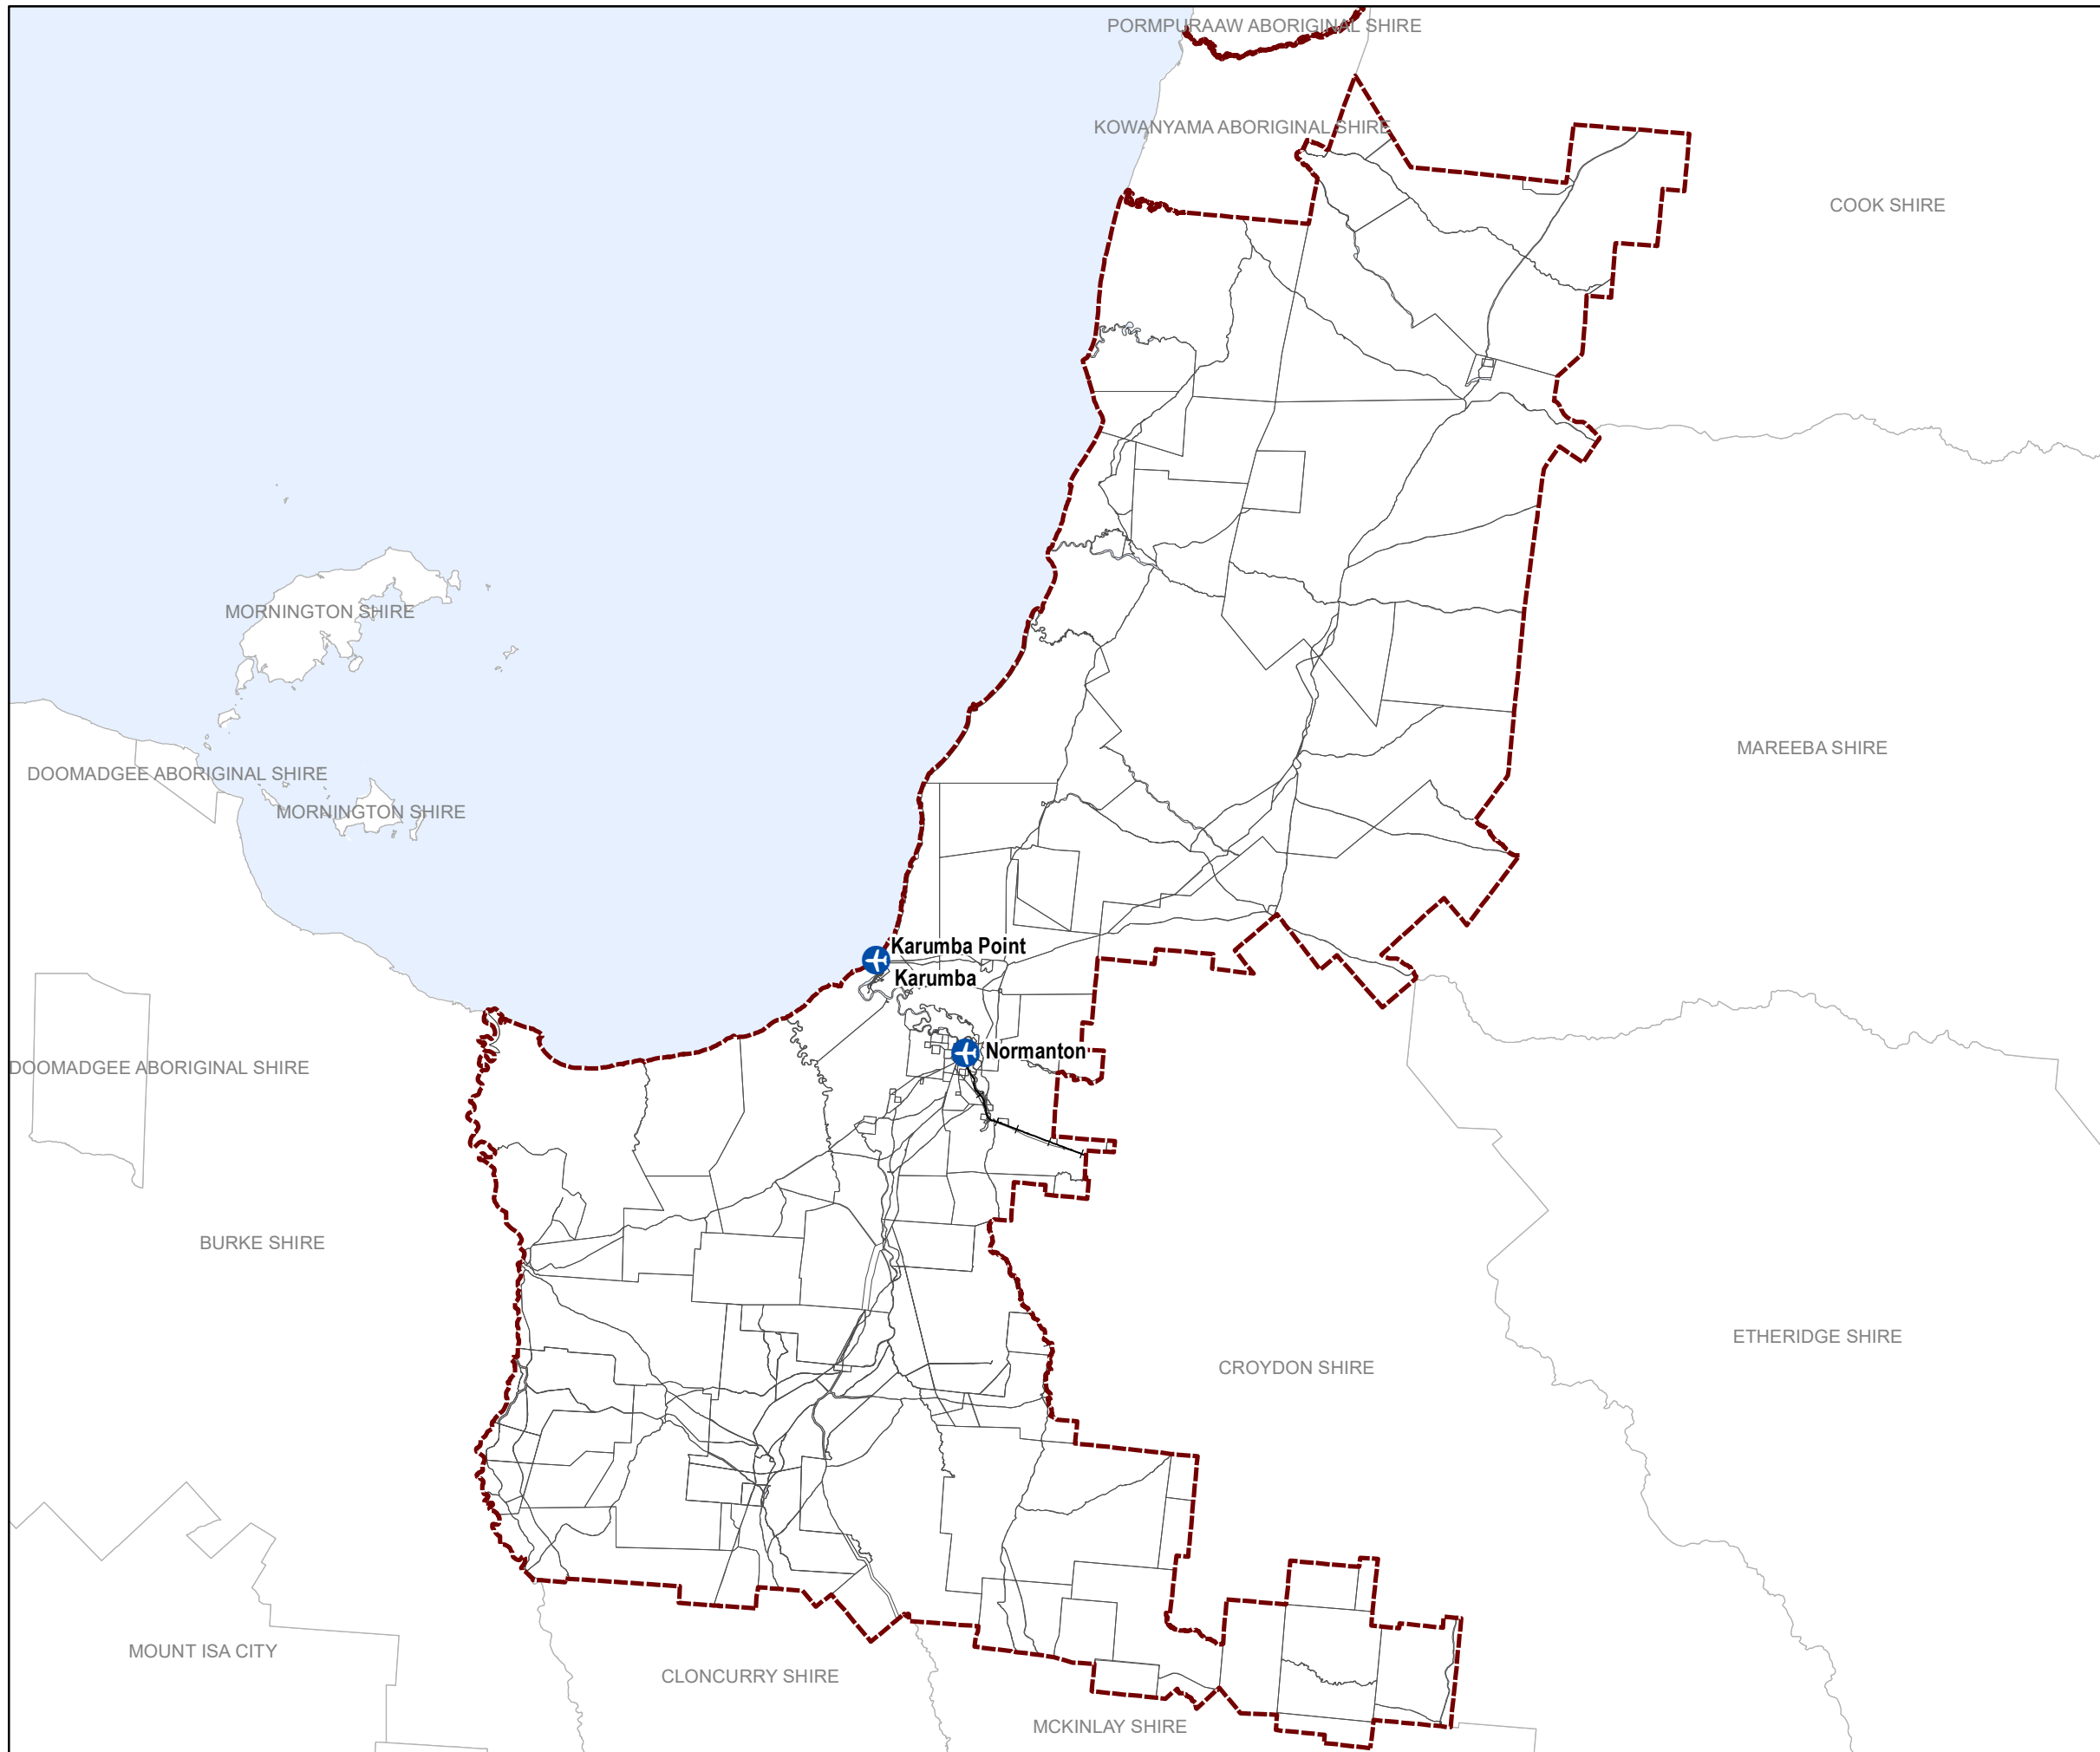 PORMPURAAW ABORIGINAL SHIRE
KOWANYAMA ABORIGINAL SHIRE
COOK SHIRE
MORNINGTON SHIRE
MAREEBA SHIRE
DOOMADGEE ABORIGINAL SHIRE
MORNINGTON SHIRE
Karumba Point
Karumba
Normanton
DOOMADGEE ABORIGINAL SHIRE
BURKE SHIRE
ETHERIDGE SHIRE
CROYDON SHIRE
MOUNT ISA CITY
CLONCURRY SHIRE
MCKINLAY SHIRE